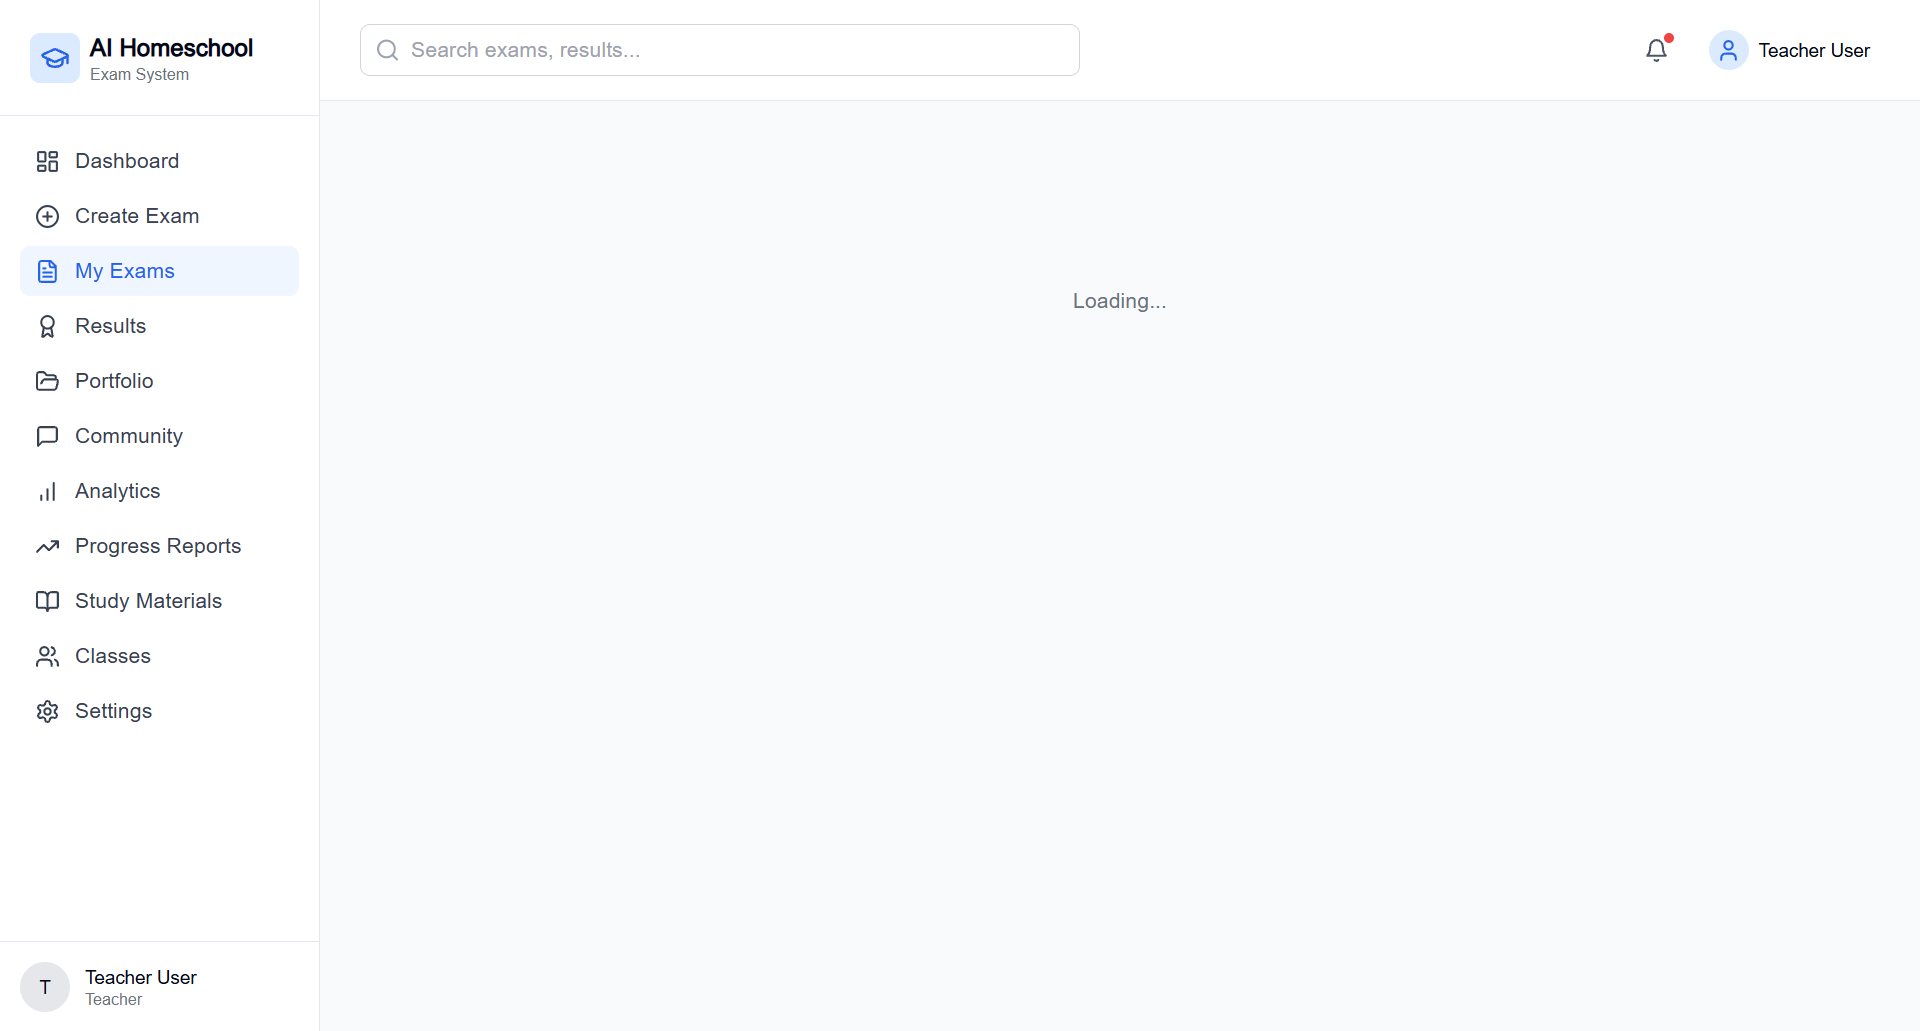 AI Homeschool
Exam System
Search exams, results...
Teacher User
Dashboard
Create Exam
My Exams
Results
Portfolio
Community
Analytics
Progress Reports
Study Materials
Classes
Settings
Loading...
T
Teacher User
Teacher